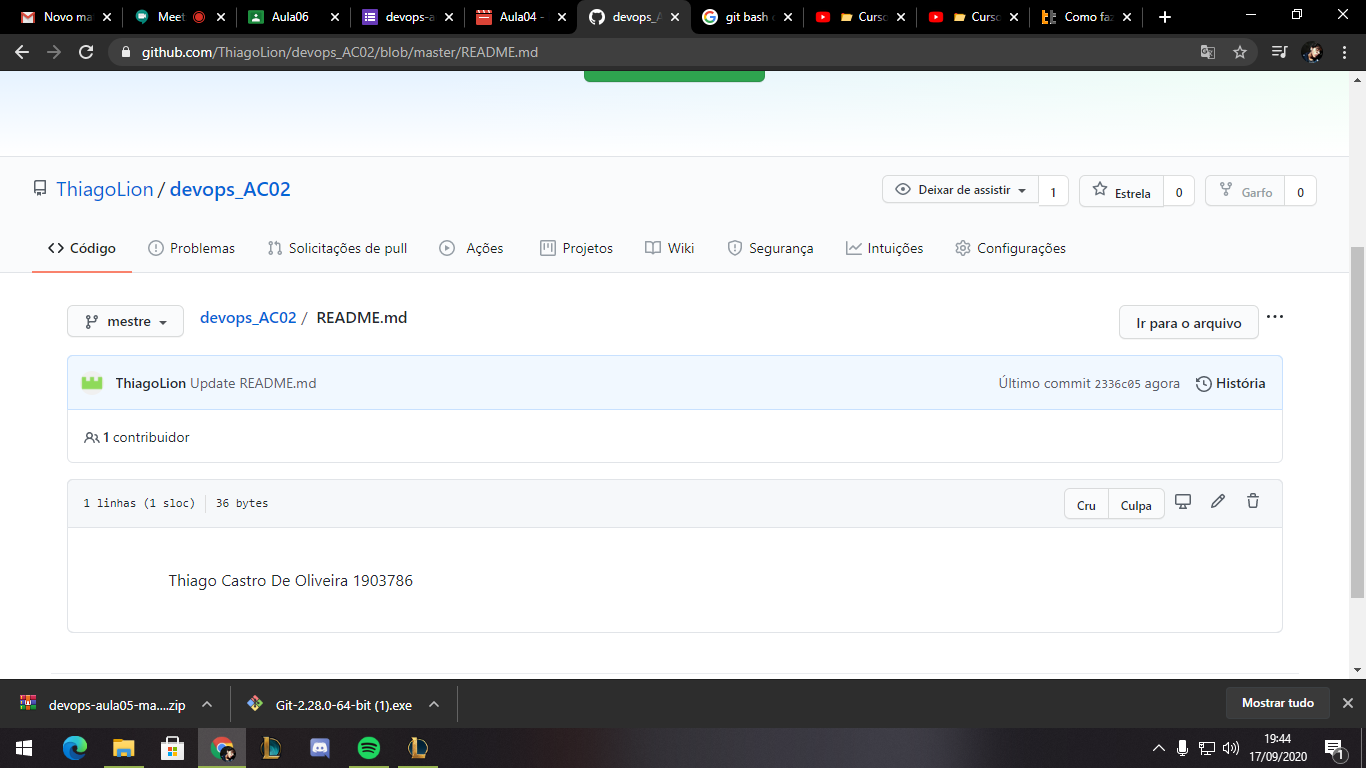 Novo ma
Meet
Aula06
devops-a
Aula04 -
devops_A
git bash c
Curso
Curso
Como faz
github.com/ThiagoLion/devops_AC02/blob/master/README.md
ThiagoLion / devops_AC02
Deixar de assistir 1
Estrela 0
Garfo 0
Código
Problemas
Solicitações de pull
Ações
Projetos
Wiki
Segurança
Intuições
Configurações
mestre
devops_AC02 / README.md
Ir para o arquivo
ThiagoLion Update README.md
Último commit 2336c05 agora
História
1 contribuidor
1 linhas (1 sloc) 36 bytes
Cru
Culpa
Thiago Castro De Oliveira 1903786
devops-aula05-ma....zip
Git-2.28.0-64-bit (1).exe
Mostrar tudo
19:44
17/09/2020
1